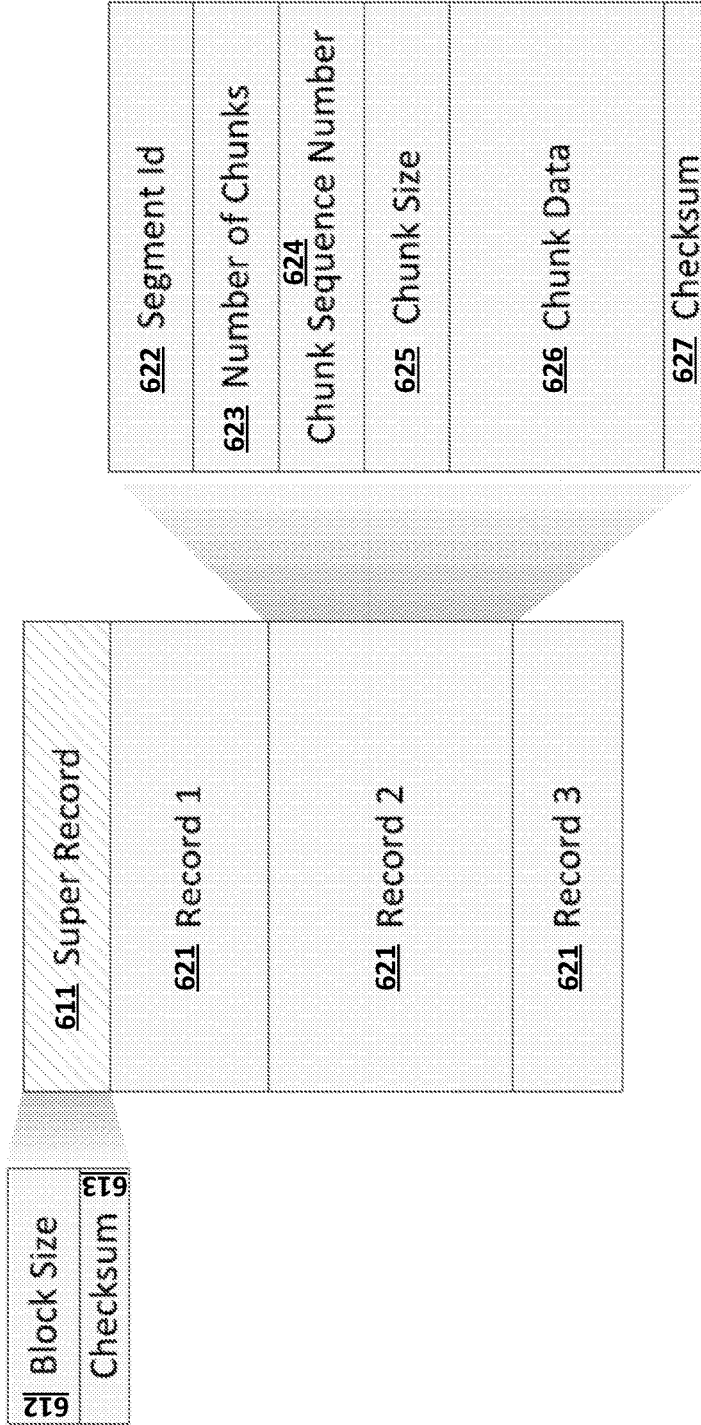 612 Block Size
Checksum 613
611 Super Record
621 Record 1
621 Record 2
621 Record 3
622 Segment Id
623 Number of Chunks
624
Chunk Sequence Number
625 Chunk Size
626 Chunk Data
627 Checksum